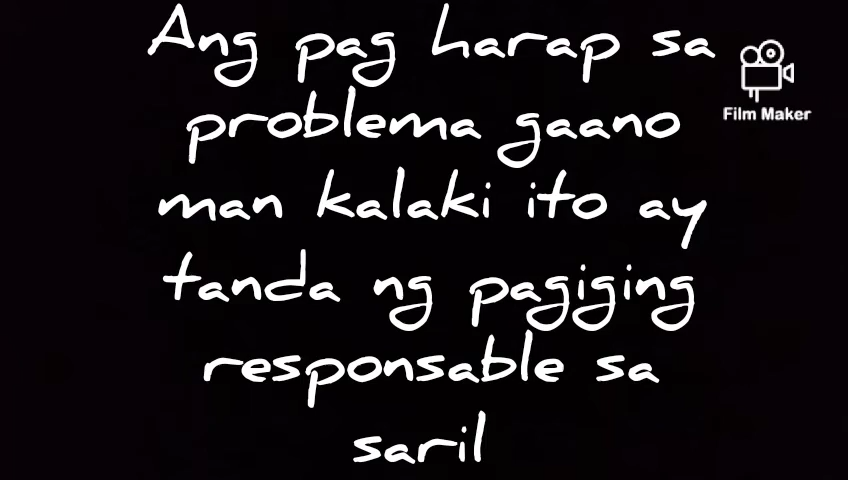 Ang pag harap sa
problema gaano
man kalaki ito ay
tanda ng pagiging
responsable sa
saril
Film Maker